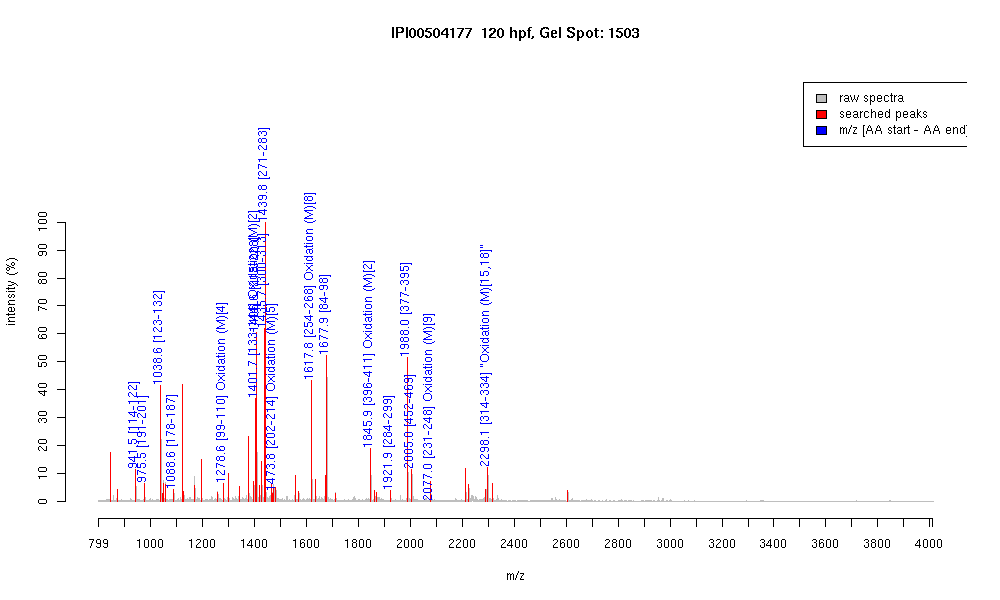 IPI00504177 120 hpf, Gel Spot: 1503
raw spectra
searched peaks
m/z [AA start - AA end]
intensity (%)
0
10
20
30
40
50
60
70
80
90
100
941.5 [114-122]
975.5 [191-201]
1038.6 [123-132]
1088.6 [178-187]
1278.6 [99-110] Oxidation (M)[4]
1401.7 [133-
1435.7 [300-313]
1439.8 [271-283]
1473.8 [202-214] Oxidation (M)[5]
1617.8 [254-268] Oxidation (M)[8]
1677.9 [84-98]
1845.9 [396-411] Oxidation (M)[2]
1921.9 [284-299]
1988.0 [377-395]
2005.0 [452-469]
2077.0 [231-248] Oxidation (M)[9]
2298.1 [314-334] "Oxidation (M)[15,18]"
799 1000 1200 1400 1600 1800 2000 2200 2400 2600 2800 3000 3200 3400 3600 3800 4000
m/z